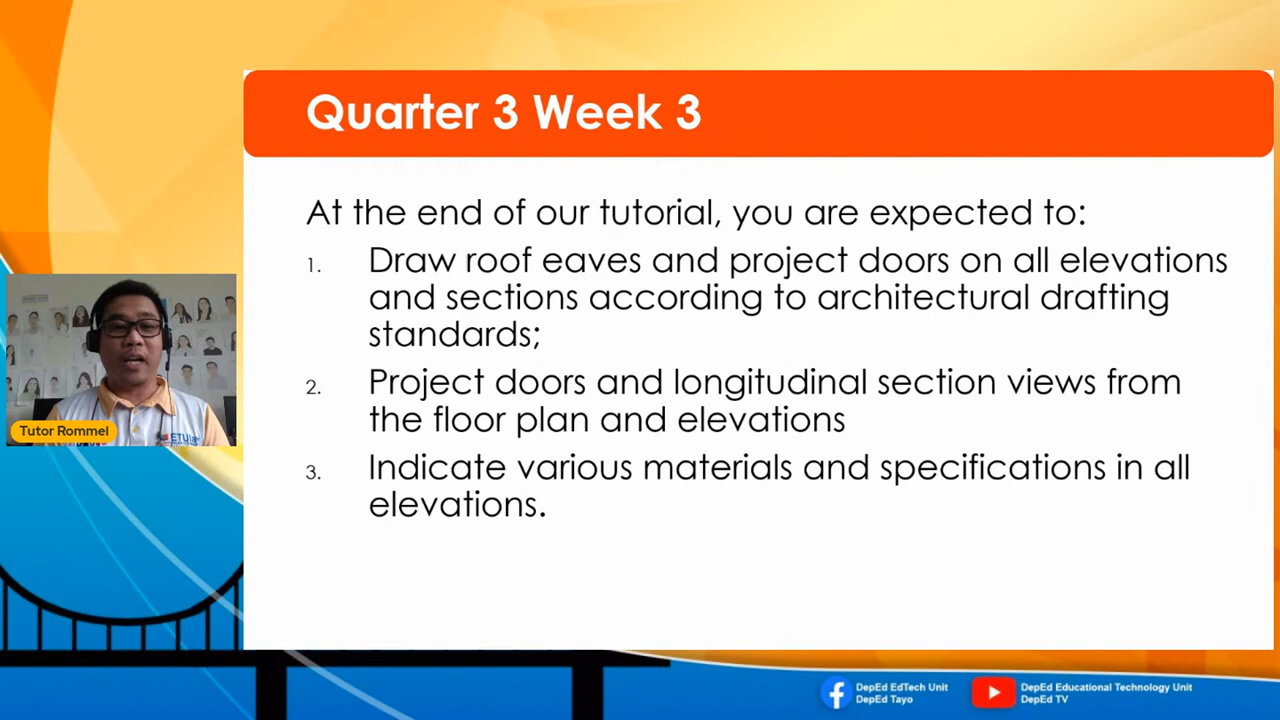 Quarter 3 Week 3
At the end of our tutorial, you are expected to:
1. Draw roof eaves and project doors on all elevations
and sections according to architectural drafting
standards;
2. Project doors and longitudinal section views from
the floor plan and elevations
3. Indicate various materials and specifications in all
elevations.
Tutor Rommel
DepEd EdTech Unit
DepEd Tayo
DepEd Educational Technology Unit
DepEd TV